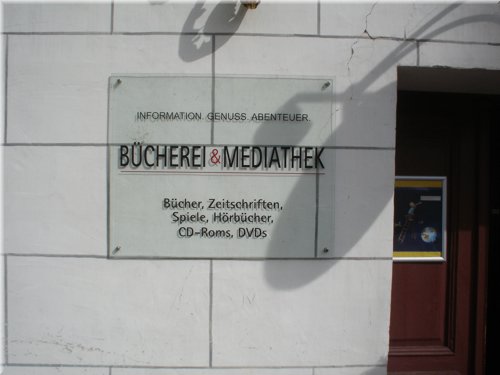 INFORMATION. GENUSS. ABENTEUER.
BÜCHEREI & MEDIATHEK
Bücher, Zeitschriften,
Spiele, Hörbücher,
CD-Roms, DVDs